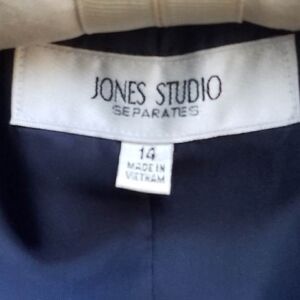 JONES STUDIO
SEPARATES
14
MADE IN
VIETNAM